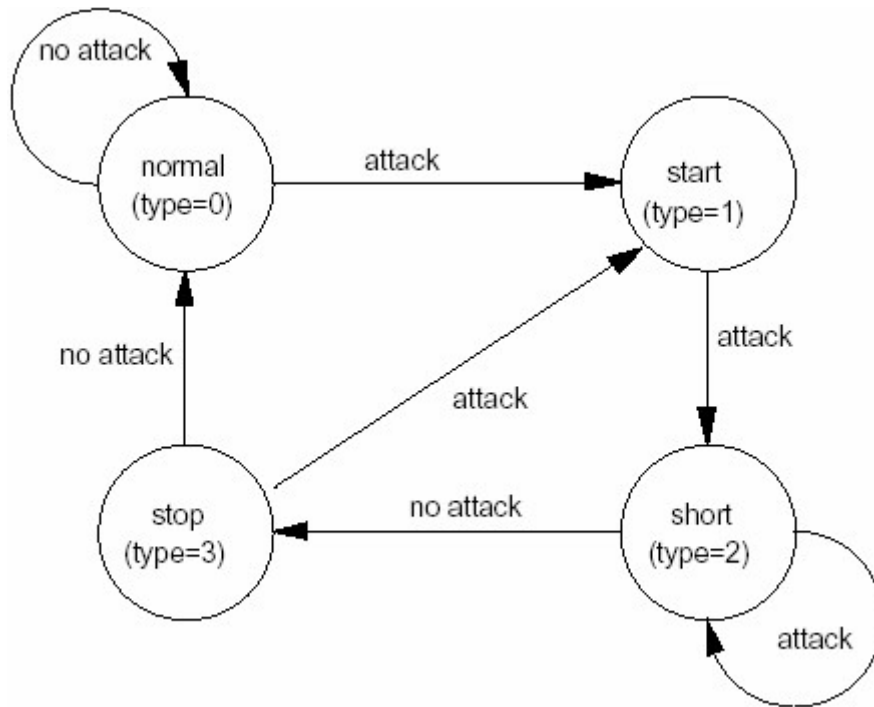 no attack
normal
(type=0)
attack
start
(type=1)
no attack
attack
attack
stop
(type=3)
no attack
short
(type=2)
attack